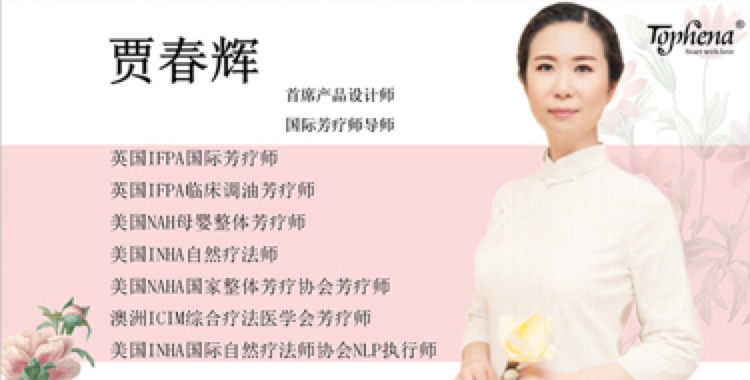 贾春辉
Tophena®
Start with love
首席产品设计师
国际芳疗师导师
英国IFPA国际芳疗师
英国IFPA临床调油芳疗师
美国NAH母婴整体芳疗师
美国INHA自然疗法师
美国NAHA国家整体芳疗协会芳疗师
澳洲ICIM综合疗法医学会芳疗师
美国INHA国际自然疗法师协会NLP执行师